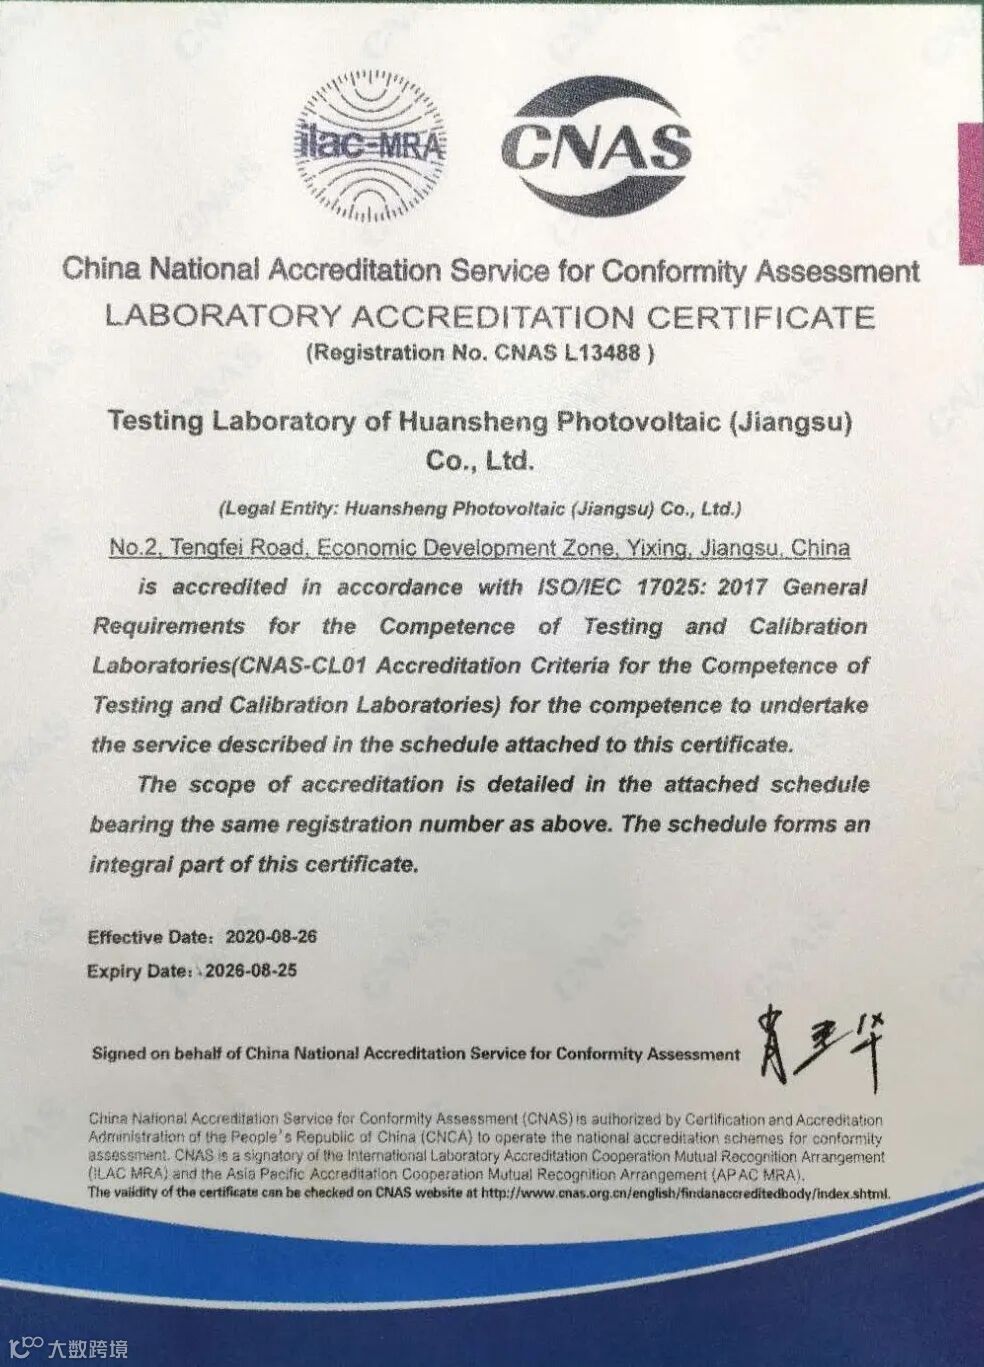 ilac-MRA
CNAS
China National Accreditation Service for Conformity Assessment
LABORATORY ACCREDITATION CERTIFICATE
(Registration No. CNAS L13488 )
Testing Laboratory of Huansheng Photovoltaic (Jiangsu)
Co., Ltd.
(Legal Entity: Huansheng Photovoltaic (Jiangsu) Co., Ltd.)
No.2, Tengfei Road, Economic Development Zone, Yixing, Jiangsu, China
is accredited in accordance with ISO/IEC 17025: 2017 General
Requirements for the Competence of Testing and Calibration
Laboratories(CNAS-CL01 Accreditation Criteria for the Competence of
Testing and Calibration Laboratories) for the competence to undertake
the service described in the schedule attached to this certificate.
The scope of accreditation is detailed in the attached schedule
bearing the same registration number as above. The schedule forms an
integral part of this certificate.
Effective Date: 2020-08-26
Expiry Date: 2026-08-25
Signed on behalf of China National Accreditation Service for Conformity Assessment
China National Accreditation Service for Conformity Assessment (CNAS) is authorized by Certification and Accreditation
Administration of the People's Republic of China (CNCA) to operate the national accreditation schemes for conformity
assessment. CNAS is a signatory of the International Laboratory Accreditation Cooperation Mutual Recognition Arrangement
(ILAC MRA) and the Asia Pacific Accreditation Cooperation Mutual Recognition Arrangement (APAC MRA).
The validity of the certificate can be checked on CNAS website at http://www.cnas.org.cn/english/findanaccreditedbody/index.shtml.
大数跨境